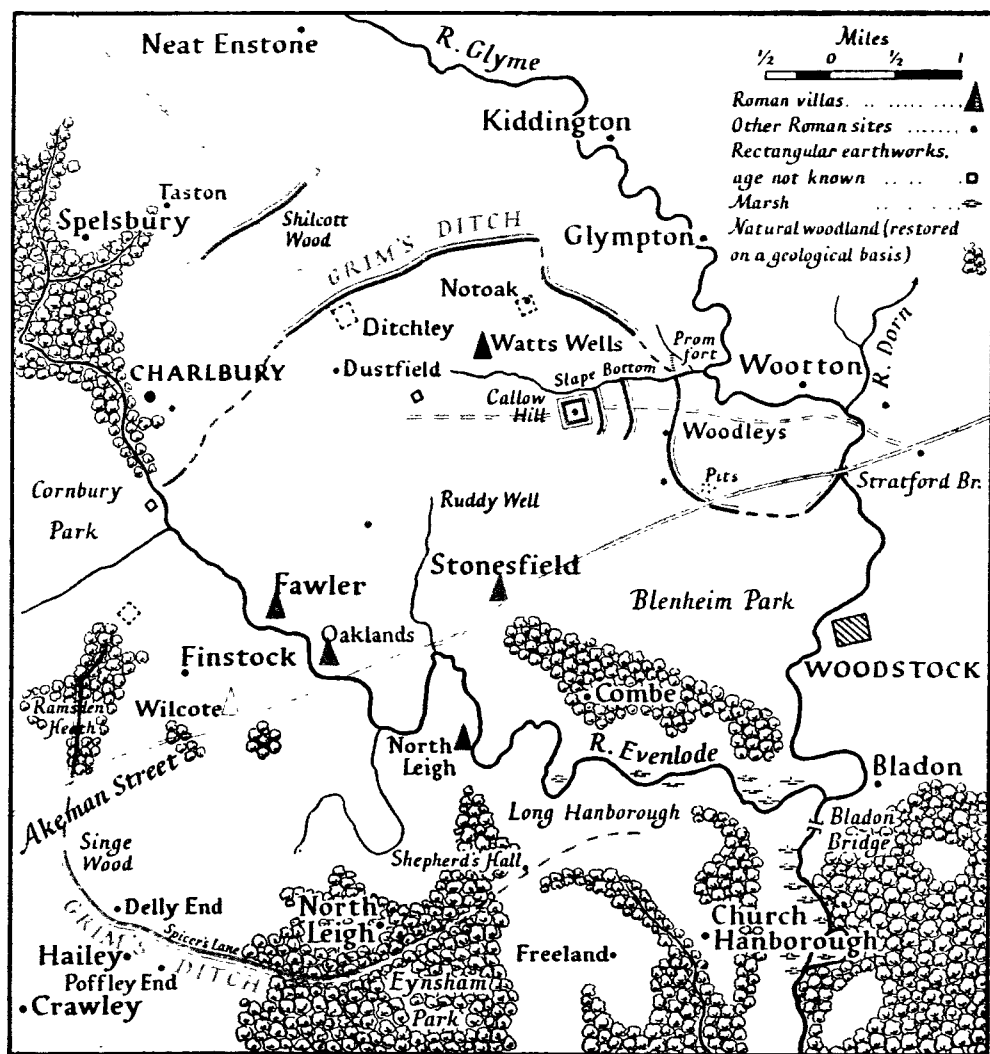 Neat Enstone
R. Glyme
Miles
½ 0 ½ 1
Roman villas. .. ..... ....
Other Roman sites .......
Rectangular earthworks,
age not known .. .. .
Marsh .. .. .
Natural woodland (restored
on a geological basis)
Kiddington
Taston
Spelsbury
Shilcott
Wood
GRIM'S DITCH
Glympton
Notoak
Ditchley
Watts Wells
Prom
fort
R. Dorn
Wootton
CHARLBURY
Dustfield
Slape Bottom
Callow
Hill
Woodleys
Cornbury
Park
Pits
Stratford Br.
Ruddy Well
Stonesfield
Fawler
Blenheim Park
Oaklands
Finstock
WOODSTOCK
Combe
Ramsden
Heath
Wilcote
North
Leigh
R. Evenlode
Bladon
Akeman Street
Long Hanborough
Bladon
Bridge
Singe
Wood
Shepherd's Hall
Delly End
North
Leigh
Church
Hanborough
GRIM'S DITCH
Spicer's Lane
Hailey
Freeland
Poffley End
Eynsham
Park
Crawley